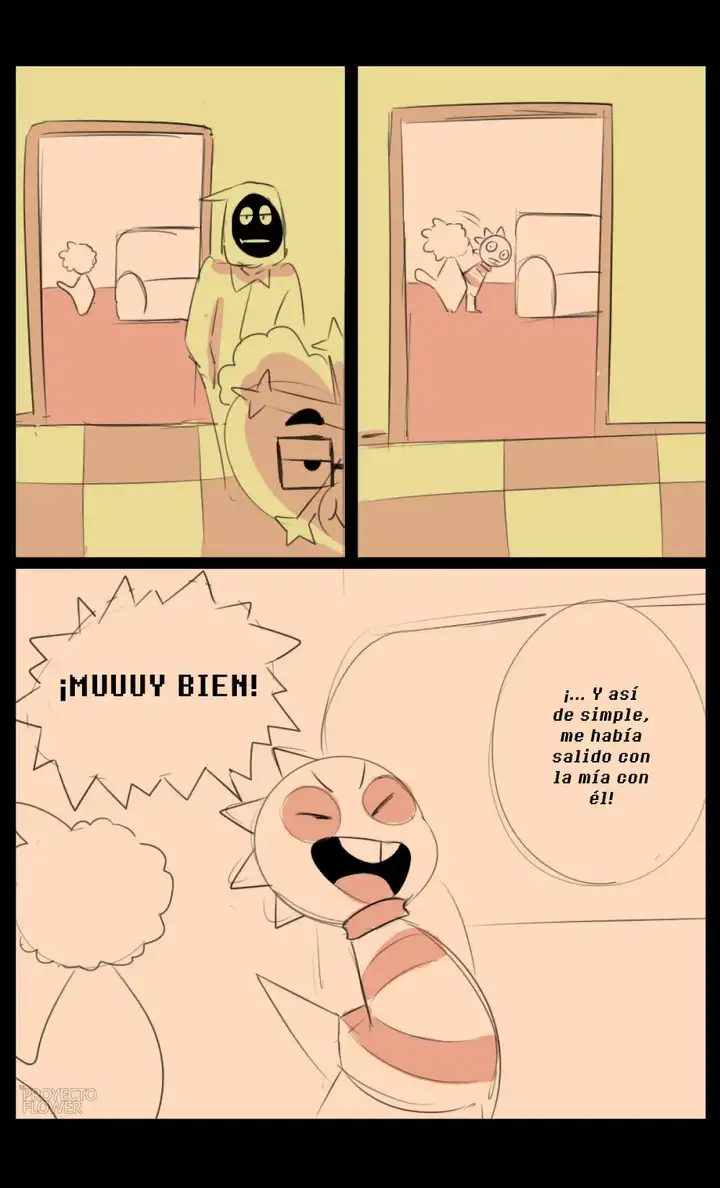 ¡MUUUY BIEN!
¡... Y así
de simple,
me había
salido con
la mía con
él!
PROYECTO
FLOWER